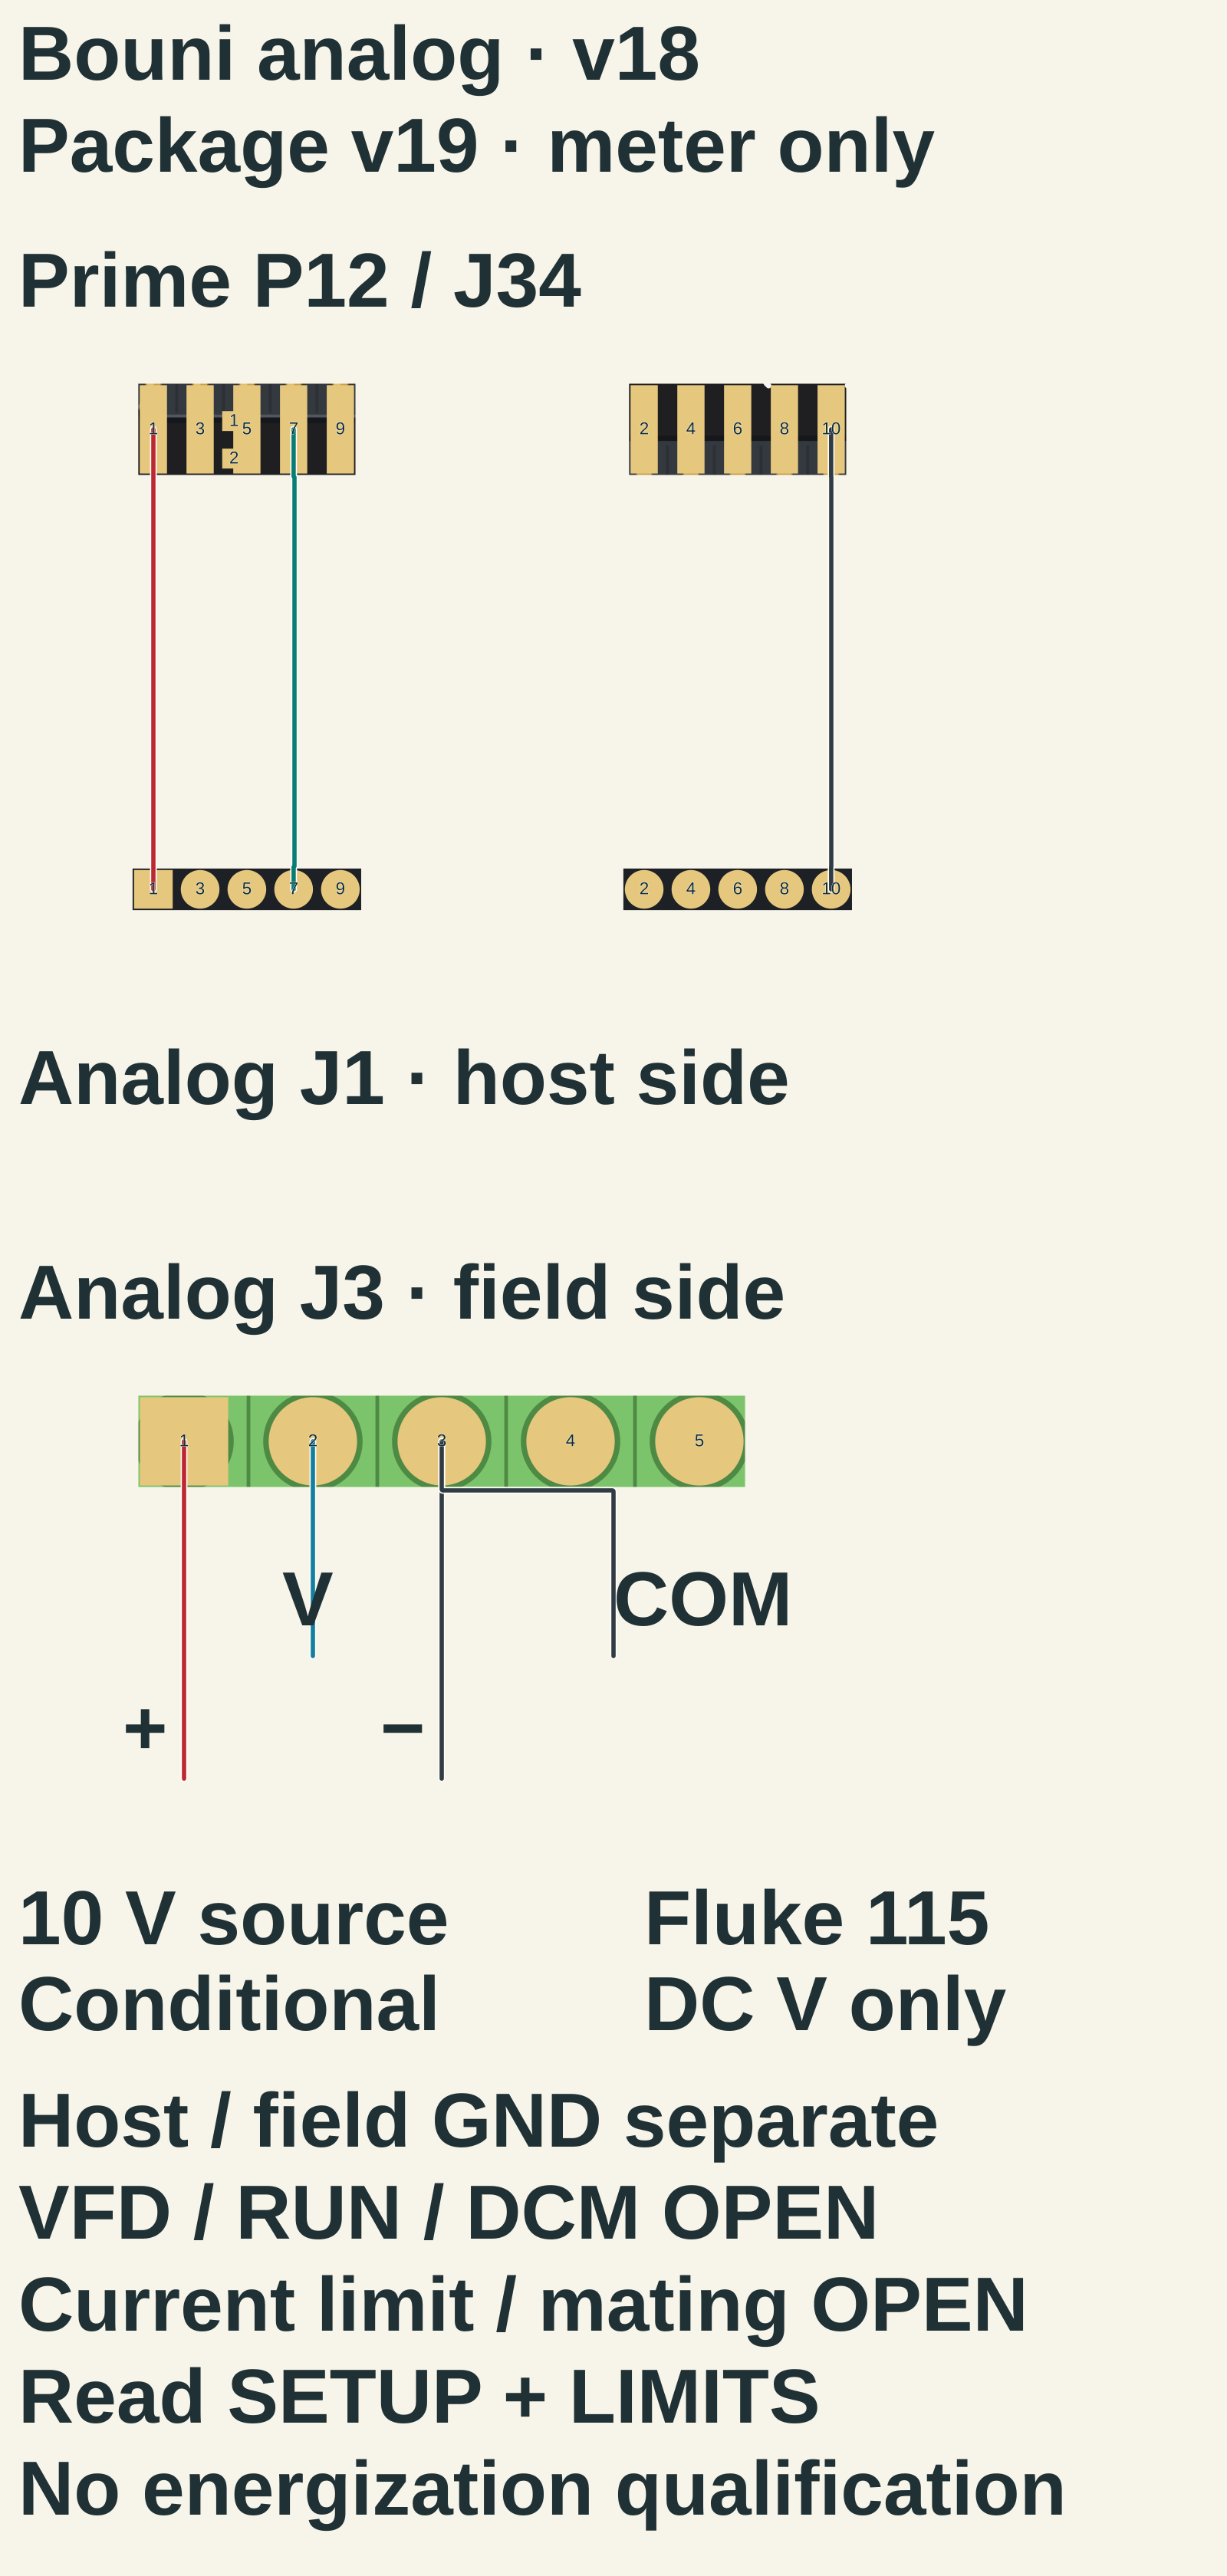 Bouni analog · v18
Package v19 · meter only
Prime P12 / J34
1 3 1 5 7 9 2 4 6 8 10
2
1 3 5 7 9 2 4 6 8 10
Analog J1 · host side
Analog J3 · field side
1 2 3 4 5
V COM
+ −
10 V source Fluke 115
Conditional DC V only
Host / field GND separate
VFD / RUN / DCM OPEN
Current limit / mating OPEN
Read SETUP + LIMITS
No energization qualification